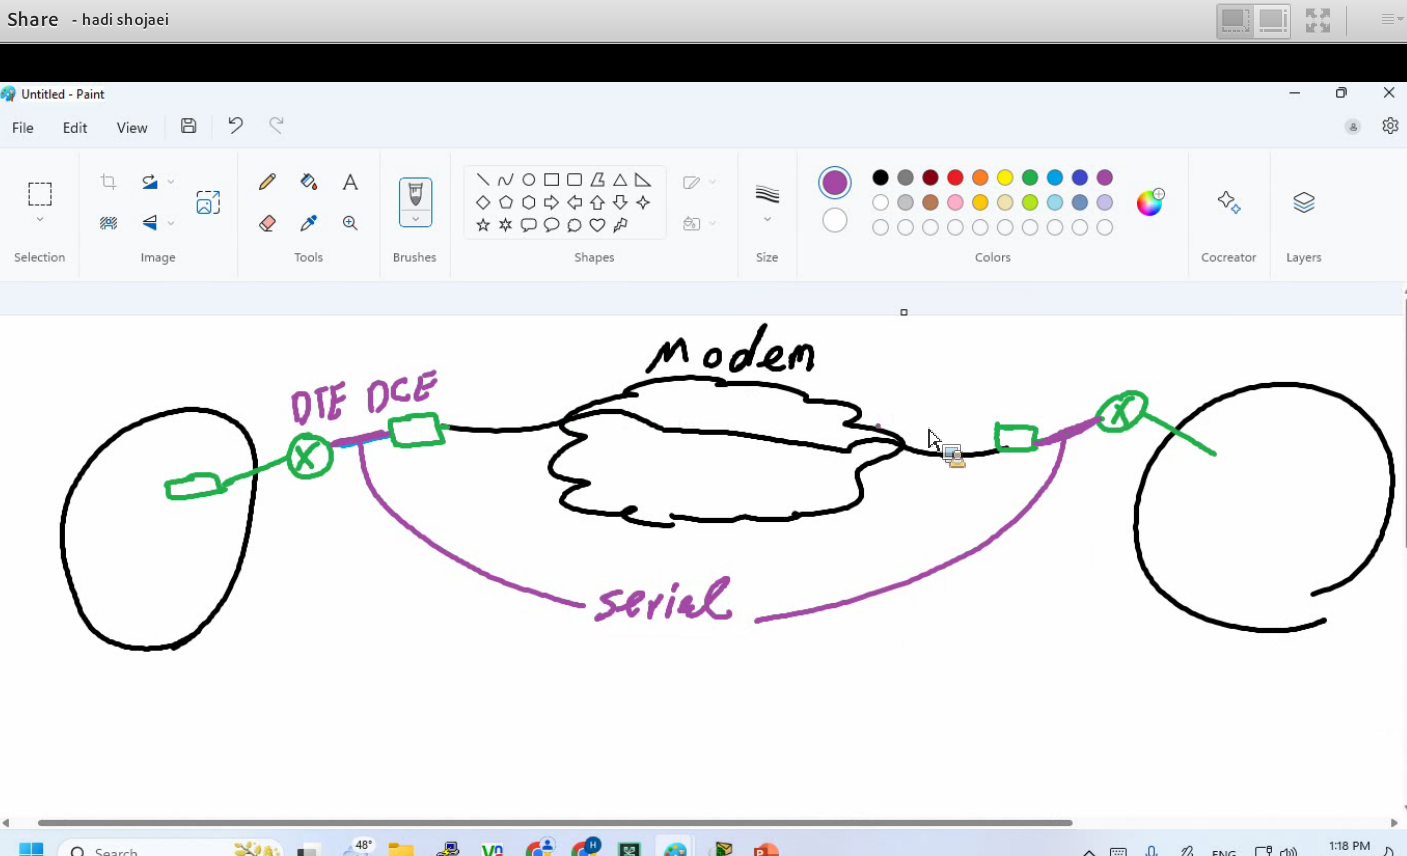 Share - hadi shojaei
Untitled - Paint
File Edit View
Selection Image Tools Brushes Shapes Size Colors Cocreator Layers
Modem
DTE DCE
X X
serial
Search 48° ENG 1:18 PM